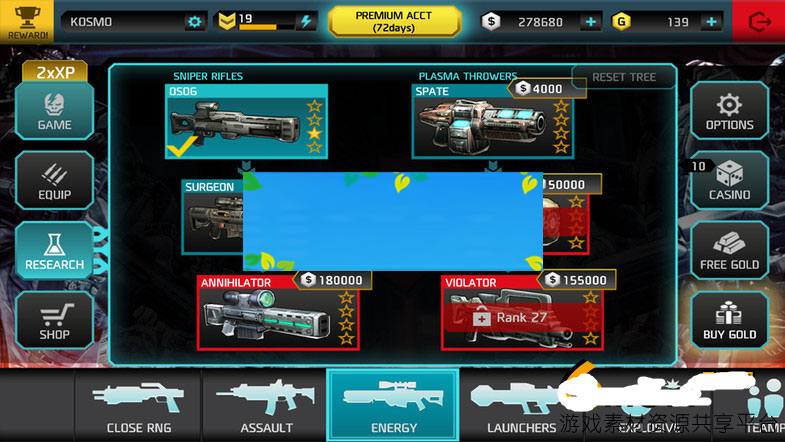 REWARD!
KOSMO
19
PREMIUM ACCT
(72days)
$ 278680 +
G 139 +
2xXP
GAME
EQUIP
RESEARCH
SHOP
SNIPER RIFLES
PLASMA THROWERS
RESET TREE
OSOG
SPATE
$ 4000
SURGEON
50000
ANNIHILATOR
$ 180000
VIOLATOR
$ 155000
Rank 27
OPTIONS
10
CASINO
FREE GOLD
BUY GOLD
CLOSE RNG
ASSAULT
ENERGY
LAUNCHERS
游戏素材资源共享平台